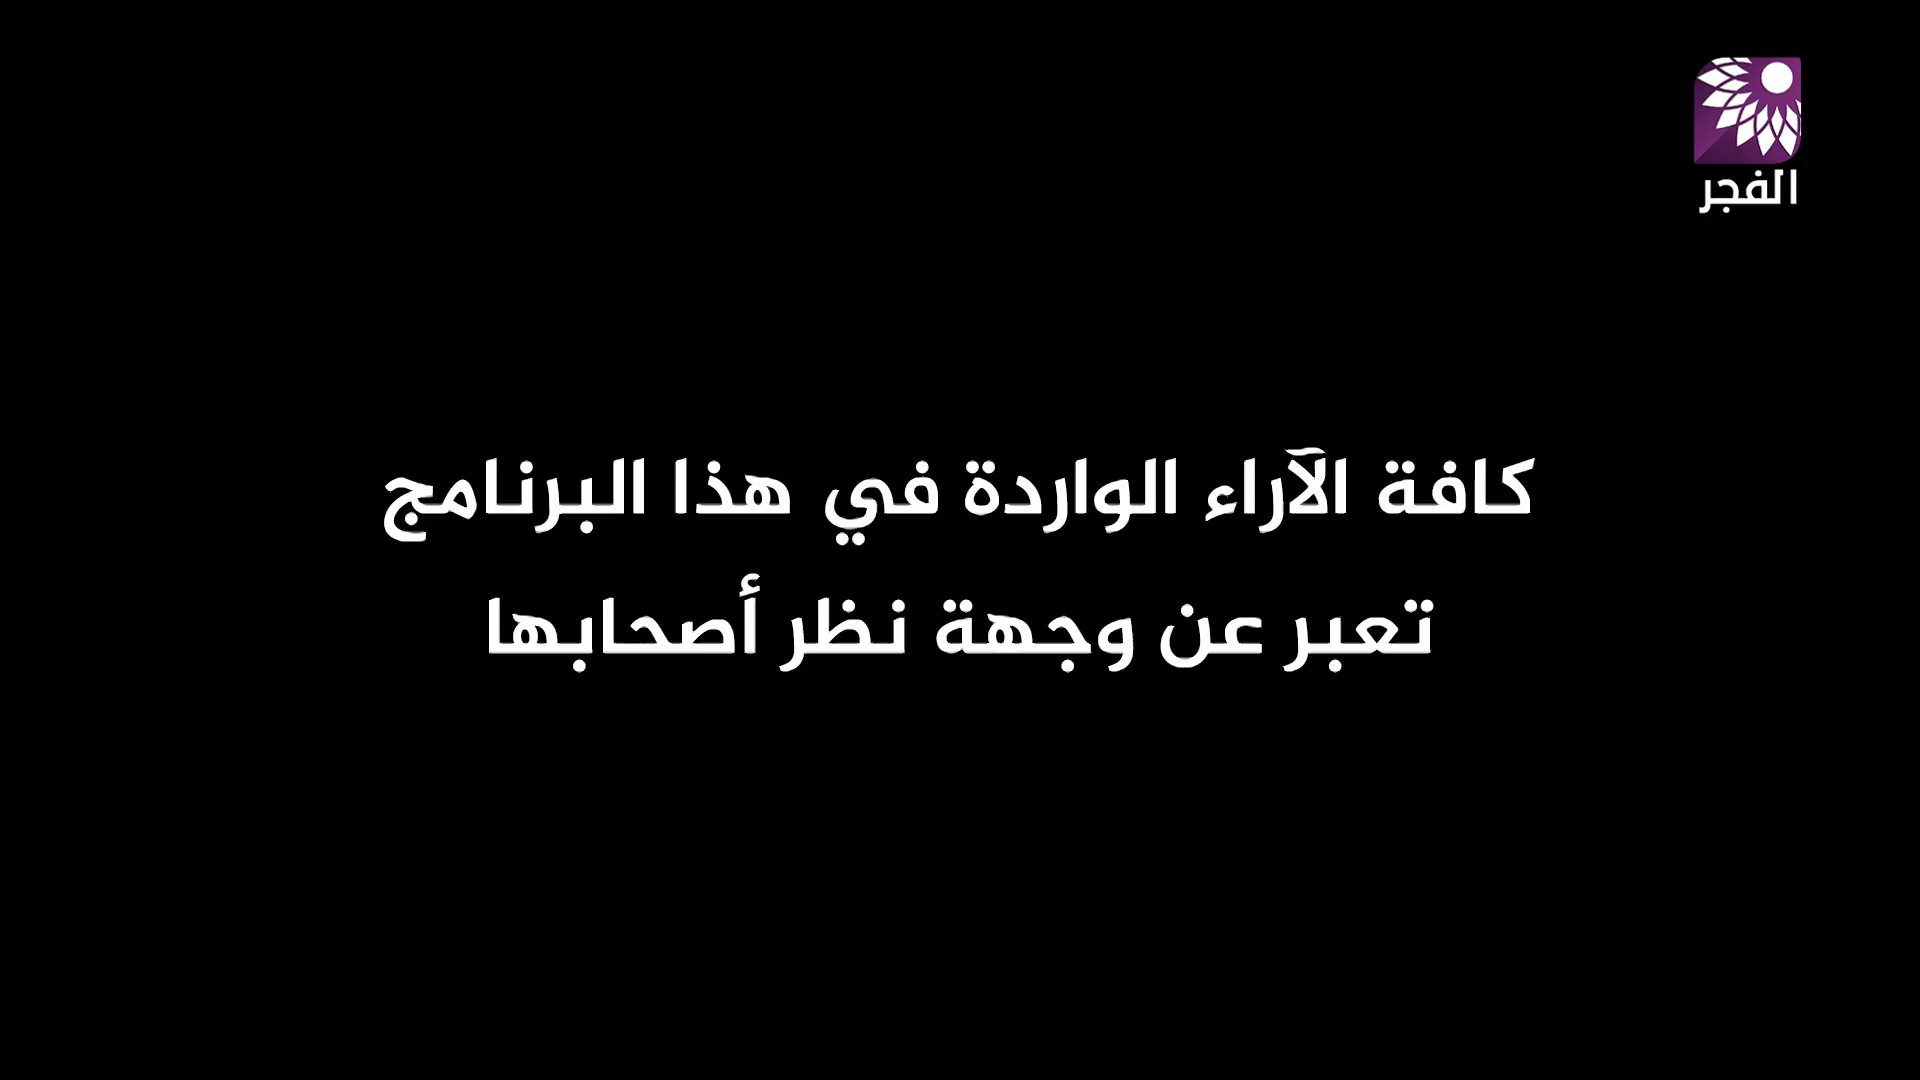 الفجر
كافة الآراء الواردة في هذا البرنامج
تعبر عن وجهة نظر أصحابها